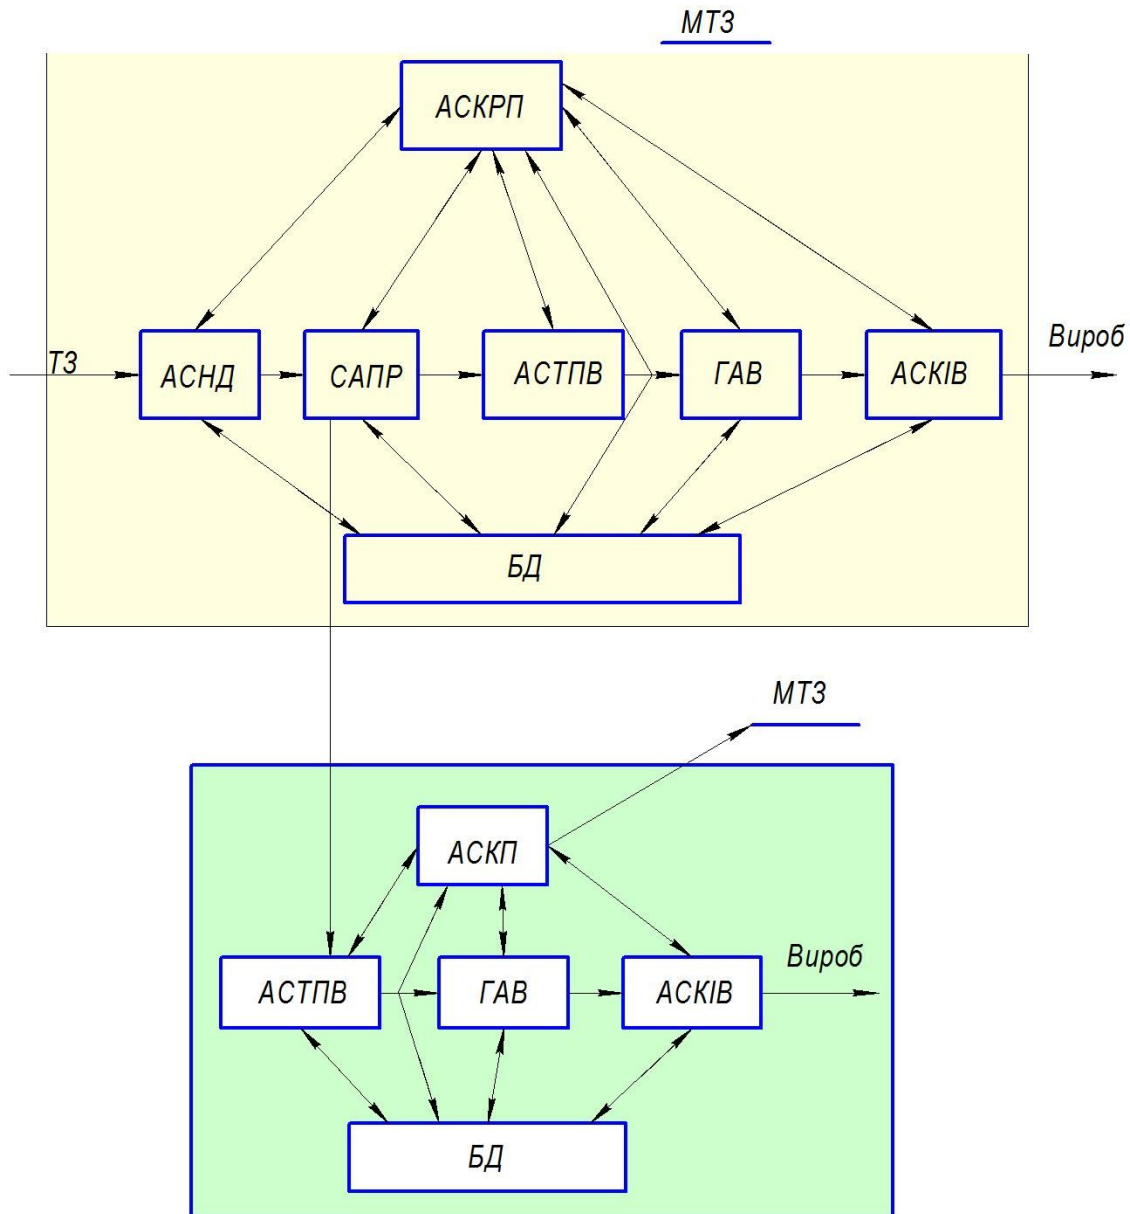 МТЗ
АСКРП
ТЗ
АСНД
САПР
АСТПВ
ГАВ
АСКІВ
Вироб
БД
МТЗ
АСКП
АСТПВ
ГАВ
АСКІВ
Вироб
БД